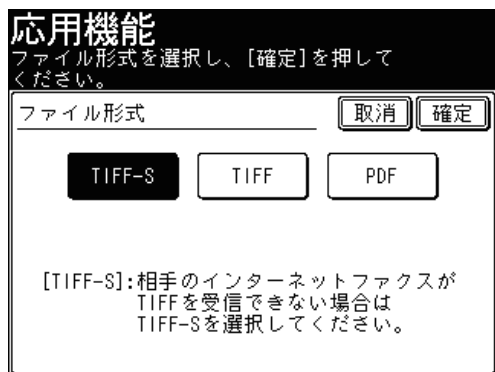 応用機能
ファイル形式を選択し、[確定]を押して
ください。
ファイル形式 取消 確定
TIFF-S TIFF PDF
[TIFF-S]:相手のインターネットファクスが
TIFFを受信できない場合は
TIFF-Sを選択してください。